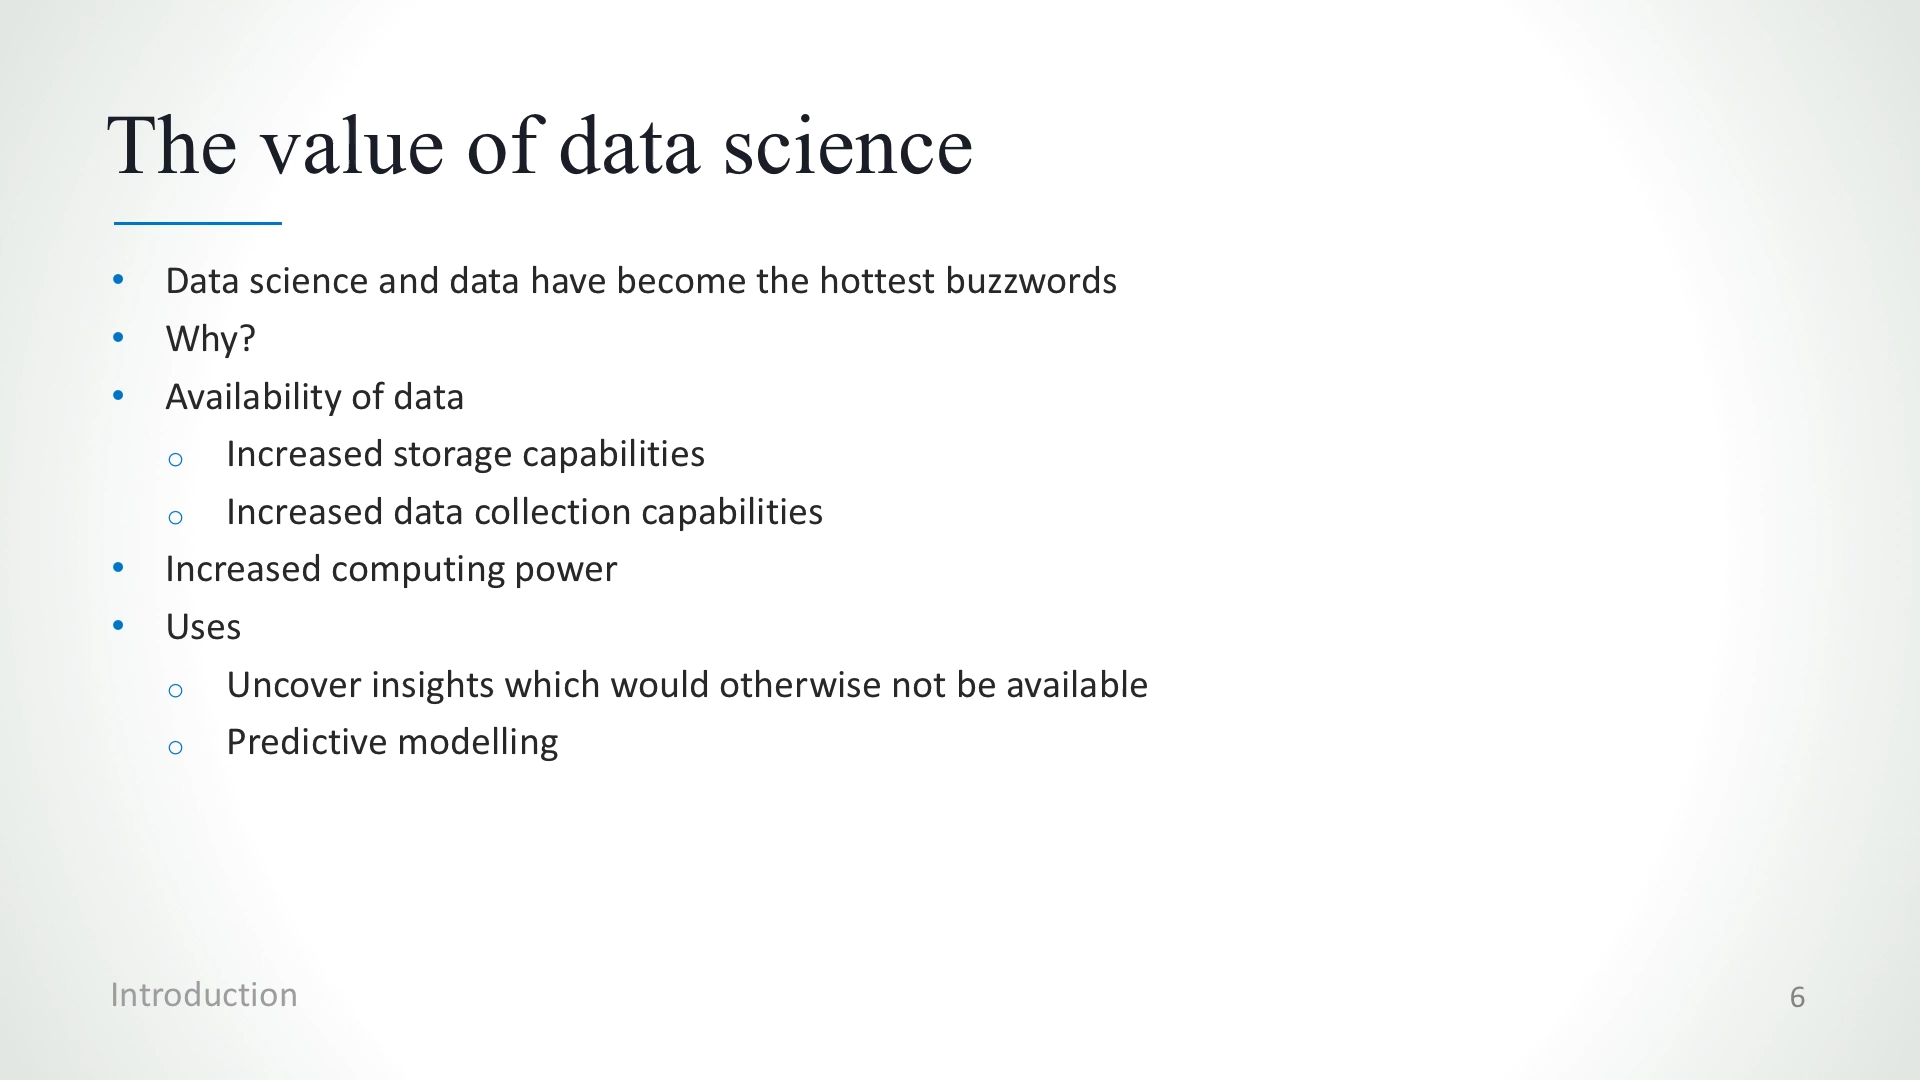 The value of data science
• Data science and data have become the hottest buzzwords
• Why?
• Availability of data
o Increased storage capabilities
o Increased data collection capabilities
• Increased computing power
• Uses
o Uncover insights which would otherwise not be available
o Predictive modelling
Introduction
6